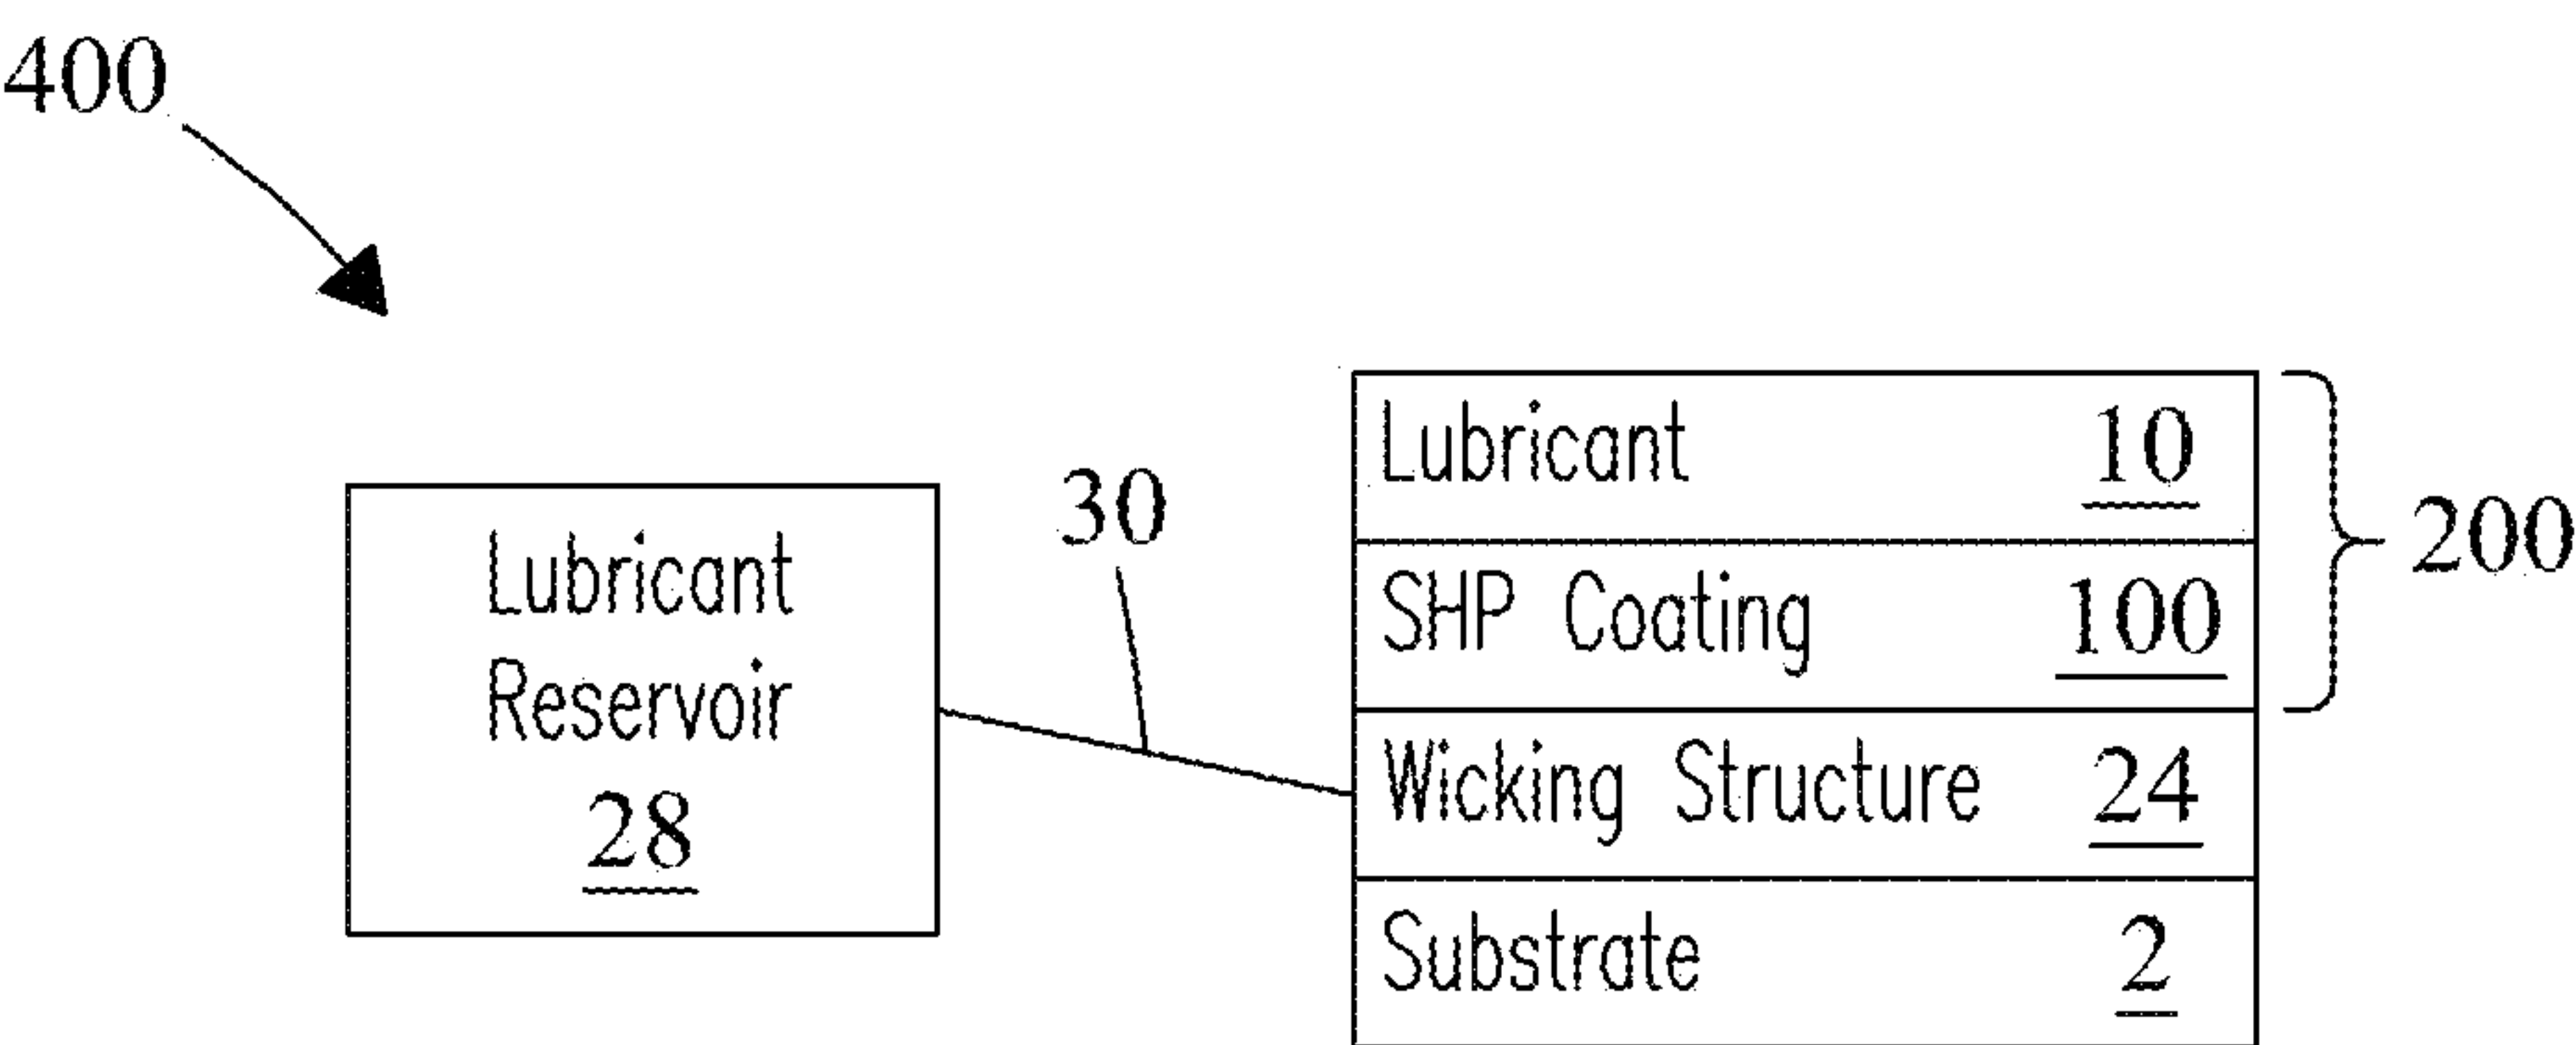 400
Lubricant
Reservoir
28
30
Lubricant 10
SHP Coating 100
Wicking Structure 24
Substrate 2
200